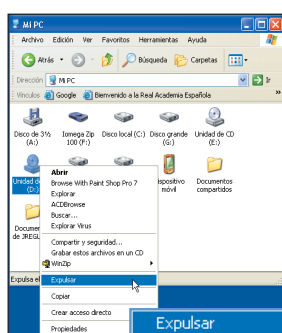 Mi PC
Archivo Edición Ver Favoritos Herramientas Ayuda
Atrás Búsqueda Carpetas
Dirección Mi PC Ir
Vínculos Google Bienvenido a la Real Academia Española »
Disco de 3½ (A:)
Iomega Zip 100 (F:)
Disco local (C:)
Disco grande (G:)
Unidad de CD (E:)
Unidad de
(D:)
Documentos compartidos
móvil
de JREGU
Abrir
Browse With Paint Shop Pro 7
Explorar
ACDBrowse
Buscar...
Explorar Virus
Compartir y seguridad...
Grabar estos archivos en un CD
WinZip
Expulsar
Copiar
Crear acceso directo
Propiedades
Expulsa el
Expulsar